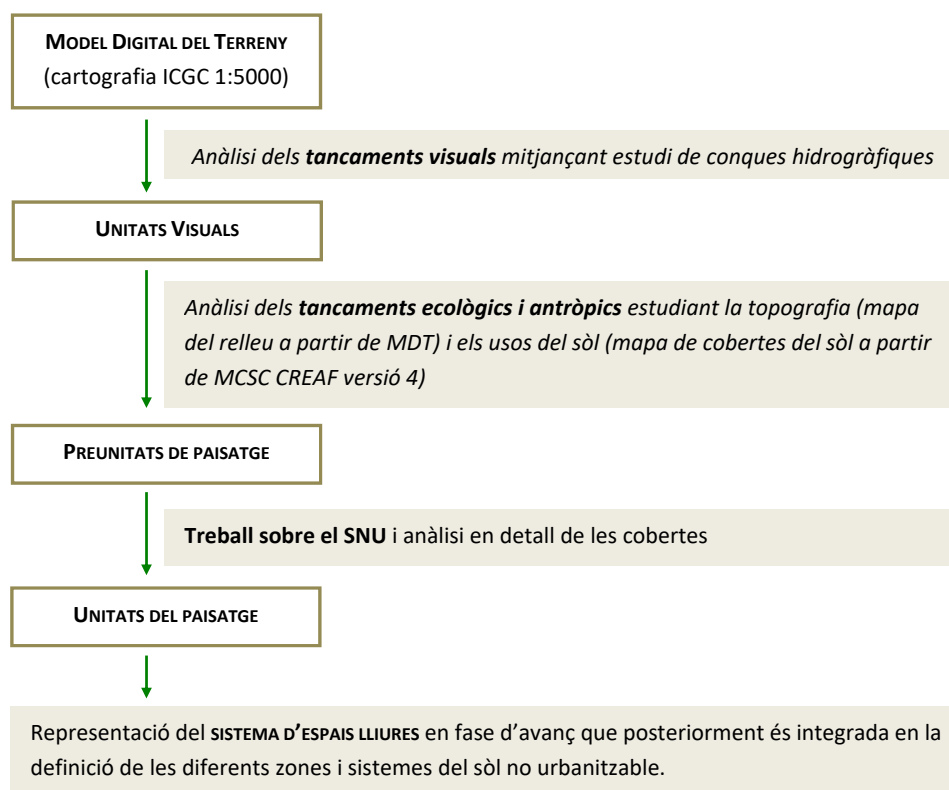 MODEL DIGITAL DEL TERRENY
(cartografia ICGC 1:5000)
Anàlisi dels tancaments visuals mitjançant estudi de conques hidrogràfiques
UNITATS VISUALS
Anàlisi dels tancaments ecològics i antròpics estudiant la topografia (mapa
del relleu a partir de MDT) i els usos del sòl (mapa de cobertes del sòl a partir
de MCSC CREAF versió 4)
PREUNITATS DE PAISATGE
Treball sobre el SNU i anàlisi en detall de les cobertes
UNITATS DEL PAISATGE
Representació del SISTEMA D'ESPAIS LLIURES en fase d'avanç que posteriorment és integrada en la
definició de les diferents zones i sistemes del sòl no urbanitzable.